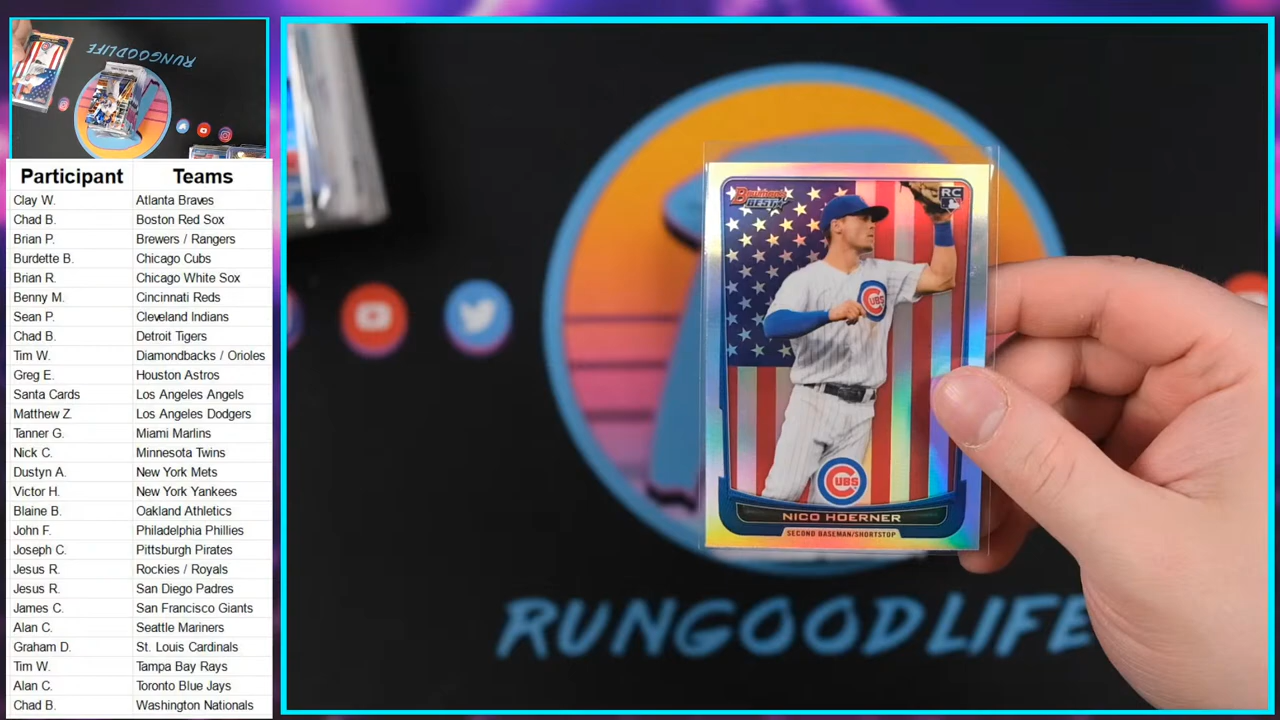 RUNGOODLIFE
Participant Teams
Clay W. Atlanta Braves
Chad B. Boston Red Sox
Brian P. Brewers / Rangers
Burdette B. Chicago Cubs
Brian R. Chicago White Sox
Benny M. Cincinnati Reds
Sean P. Cleveland Indians
Chad B. Detroit Tigers
Tim W. Diamondbacks / Orioles
Greg E. Houston Astros
Santa Cards Los Angeles Angels
Matthew Z. Los Angeles Dodgers
Tanner G. Miami Marlins
Nick C. Minnesota Twins
Dustyn A. New York Mets
Victor H. New York Yankees
Blaine B. Oakland Athletics
John F. Philadelphia Phillies
Joseph C. Pittsburgh Pirates
Jesus R. Rockies / Royals
Jesus R. San Diego Padres
James C. San Francisco Giants
Alan C. Seattle Mariners
Graham D. St. Louis Cardinals
Tim W. Tampa Bay Rays
Alan C. Toronto Blue Jays
Chad B. Washington Nationals
Bowman's
BEST
RC
CUBS
CUBS
NICO HOERNER
SECOND BASEMAN/SHORTSTOP
RUNGOODLIFE